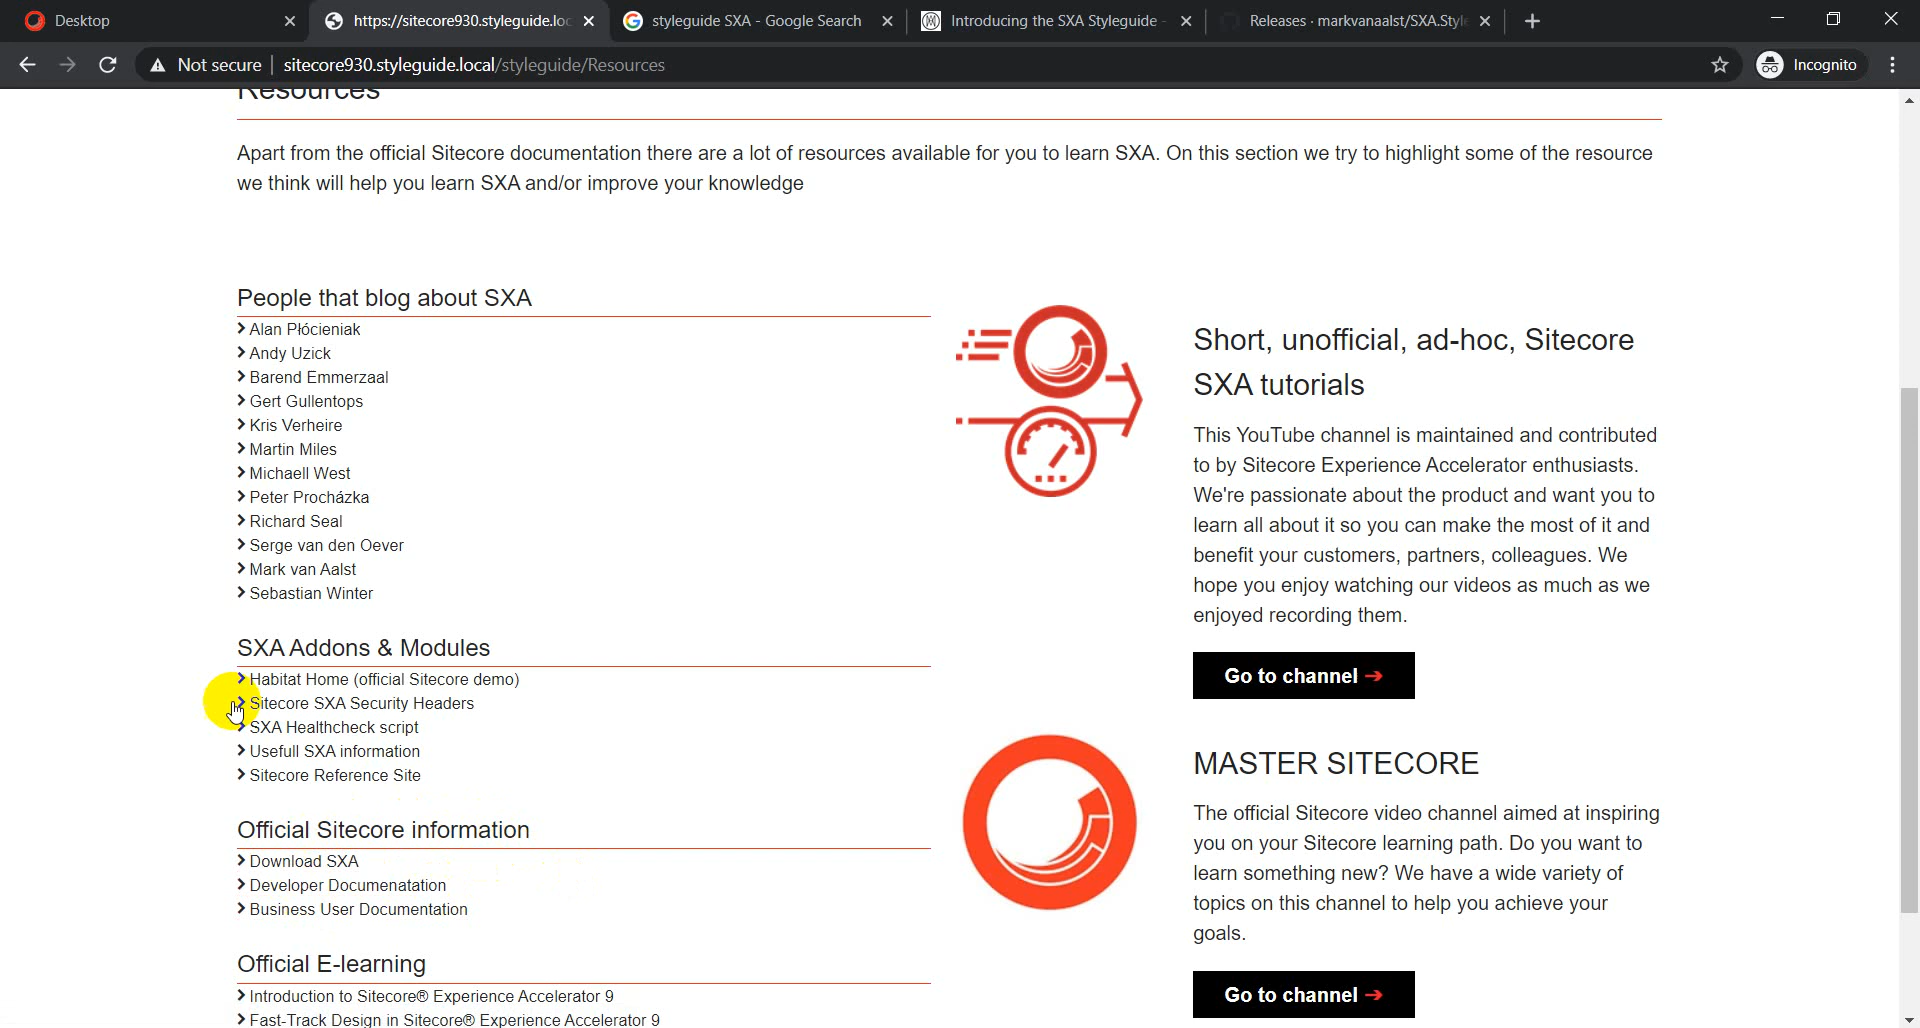 Desktop
https://sitecore930.styleguide.loc
styleguide SXA - Google Search
Introducing the SXA Styleguide -
Releases · markvanaalst/SXA.Style
Not secure
sitecore930.styleguide.local/styleguide/Resources
Incognito
Resources
Apart from the official Sitecore documentation there are a lot of resources available for you to learn SXA. On this section we try to highlight some of the resource
we think will help you learn SXA and/or improve your knowledge
People that blog about SXA
Alan Płócieniak
Andy Uzick
Barend Emmerzaal
Gert Gullentops
Kris Verheire
Martin Miles
Michaell West
Peter Procházka
Richard Seal
Serge van den Oever
Mark van Aalst
Sebastian Winter
SXA Addons & Modules
Habitat Home (official Sitecore demo)
Sitecore SXA Security Headers
SXA Healthcheck script
Usefull SXA information
Sitecore Reference Site
Official Sitecore information
Download SXA
Developer Documenatation
Business User Documentation
Official E-learning
Introduction to Sitecore® Experience Accelerator 9
Fast-Track Design in Sitecore® Experience Accelerator 9
Short, unofficial, ad-hoc, Sitecore
SXA tutorials
This YouTube channel is maintained and contributed
to by Sitecore Experience Accelerator enthusiasts.
We're passionate about the product and want you to
learn all about it so you can make the most of it and
benefit your customers, partners, colleagues. We
hope you enjoy watching our videos as much as we
enjoyed recording them.
Go to channel
MASTER SITECORE
The official Sitecore video channel aimed at inspiring
you on your Sitecore learning path. Do you want to
learn something new? We have a wide variety of
topics on this channel to help you achieve your
goals.
Go to channel